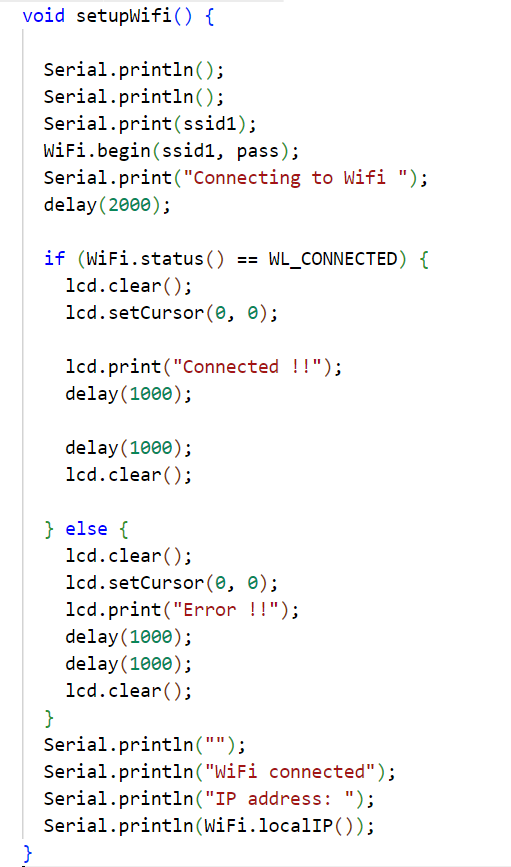 void setupWifi() {
Serial.println();
Serial.println();
Serial.print(ssid1);
WiFi.begin(ssid1, pass);
Serial.print("Connecting to Wifi ");
delay(2000);
if (WiFi.status() == WL_CONNECTED) {
lcd.clear();
lcd.setCursor(0, 0);
lcd.print("Connected !!");
delay(1000);
delay(1000);
lcd.clear();
} else {
lcd.clear();
lcd.setCursor(0, 0);
lcd.print("Error !!");
delay(1000);
delay(1000);
lcd.clear();
}
Serial.println("");
Serial.println("WiFi connected");
Serial.println("IP address: ");
Serial.println(WiFi.localIP());
}